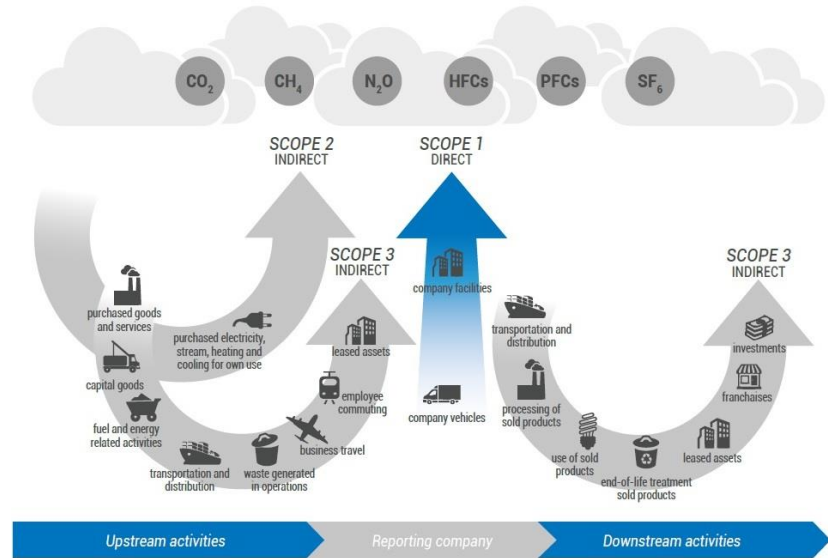 CO₂
CH₄
N₂O
HFCs
PFCs
SF₆
SCOPE 2
INDIRECT
SCOPE 1
DIRECT
SCOPE 3
INDIRECT
SCOPE 3
INDIRECT
purchased goods
and services
purchased electricity,
stream, heating and
cooling for own use
capital goods
fuel and energy
related activities
transportation and
distribution
waste generated
in operations
business travel
employee
commuting
leased assets
company facilities
company vehicles
transportation and
distribution
processing of
sold products
use of sold
products
end-of-life treatment
sold products
leased assets
franchaises
investments
Upstream activities
Reporting company
Downstream activities